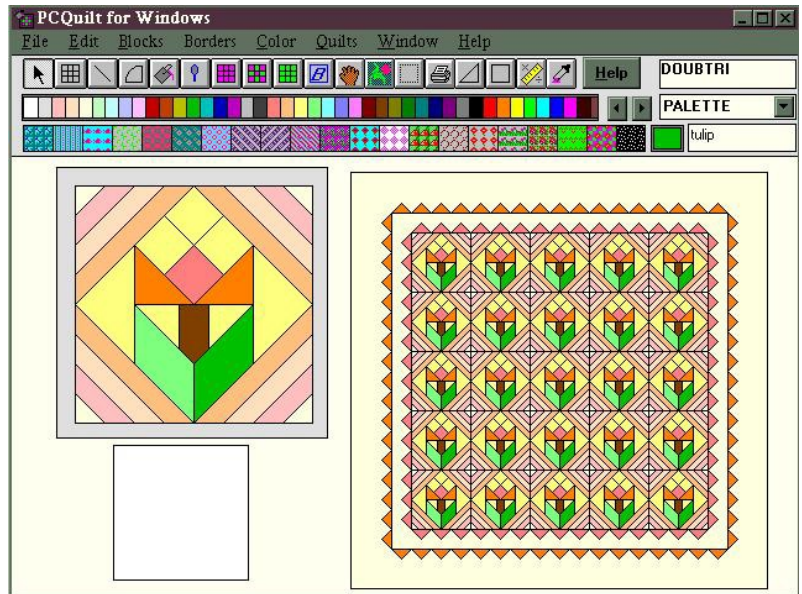 PCQuilt for Windows
File Edit Blocks Borders Color Quilts Window Help
Help DOUBTRI
PALETTE
tulip